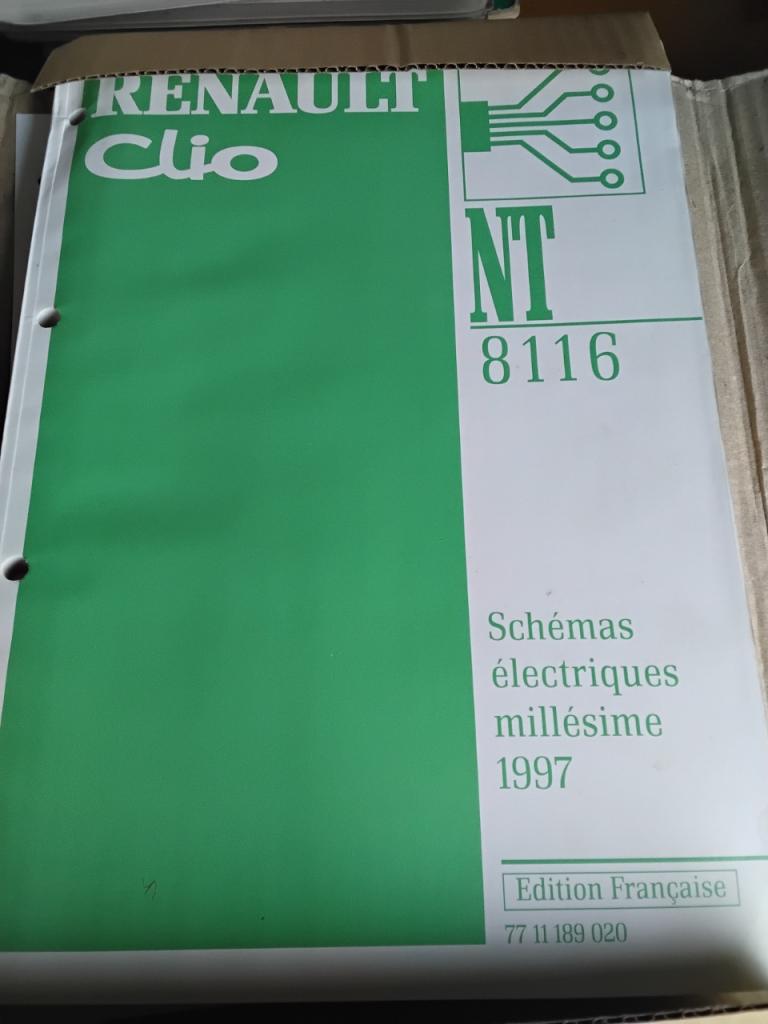 RENAULT
Clio
NT
8116
Schémas
électriques
millésime
1997
Edition Française
77 11 189 020